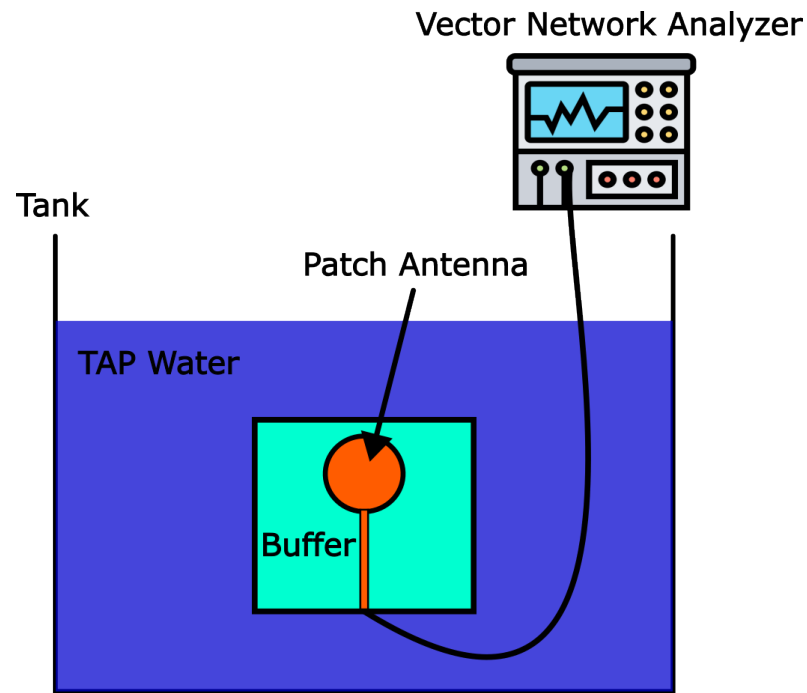 Vector Network Analyzer
Tank
Patch Antenna
TAP Water
Buffer